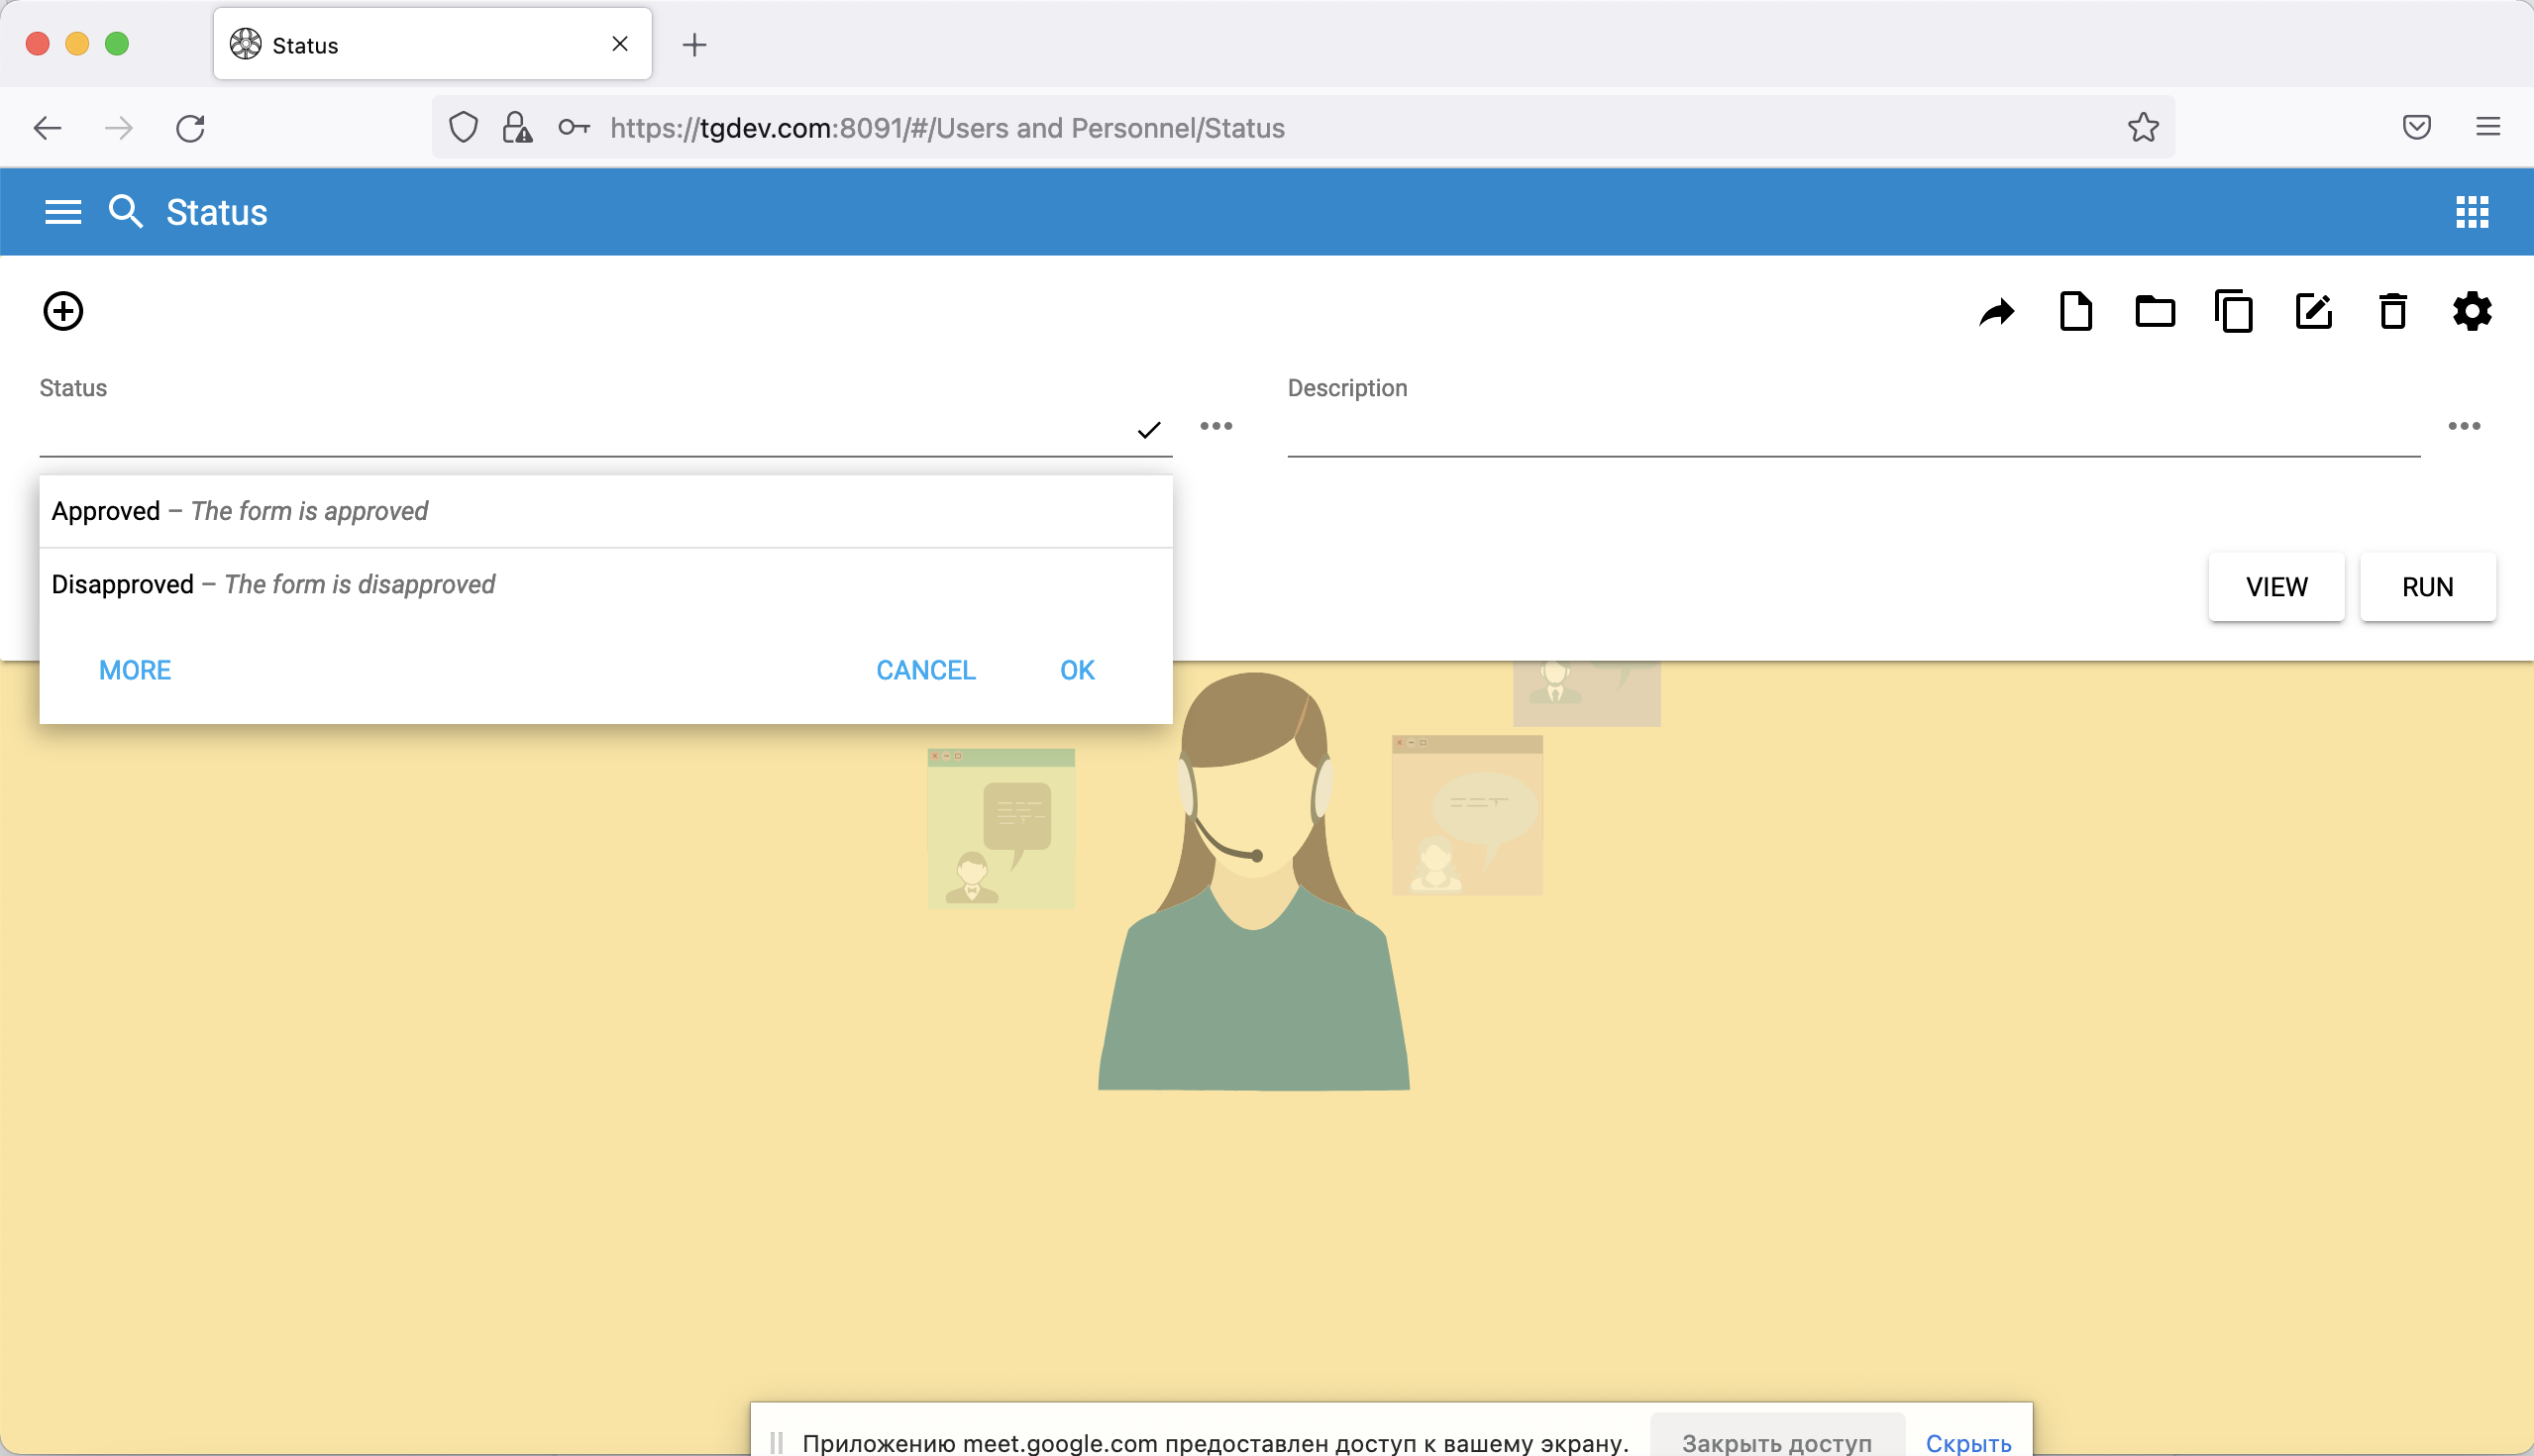 Status
https://tgdev.com:8091/#/Users and Personnel/Status
Status
Status
Description
Approved – The form is approved
Disapproved – The form is disapproved
VIEW
RUN
MORE
CANCEL
OK
Приложению meet.google.com предоставлен доступ к вашему экрану.
Закрыть доступ
Скрыть